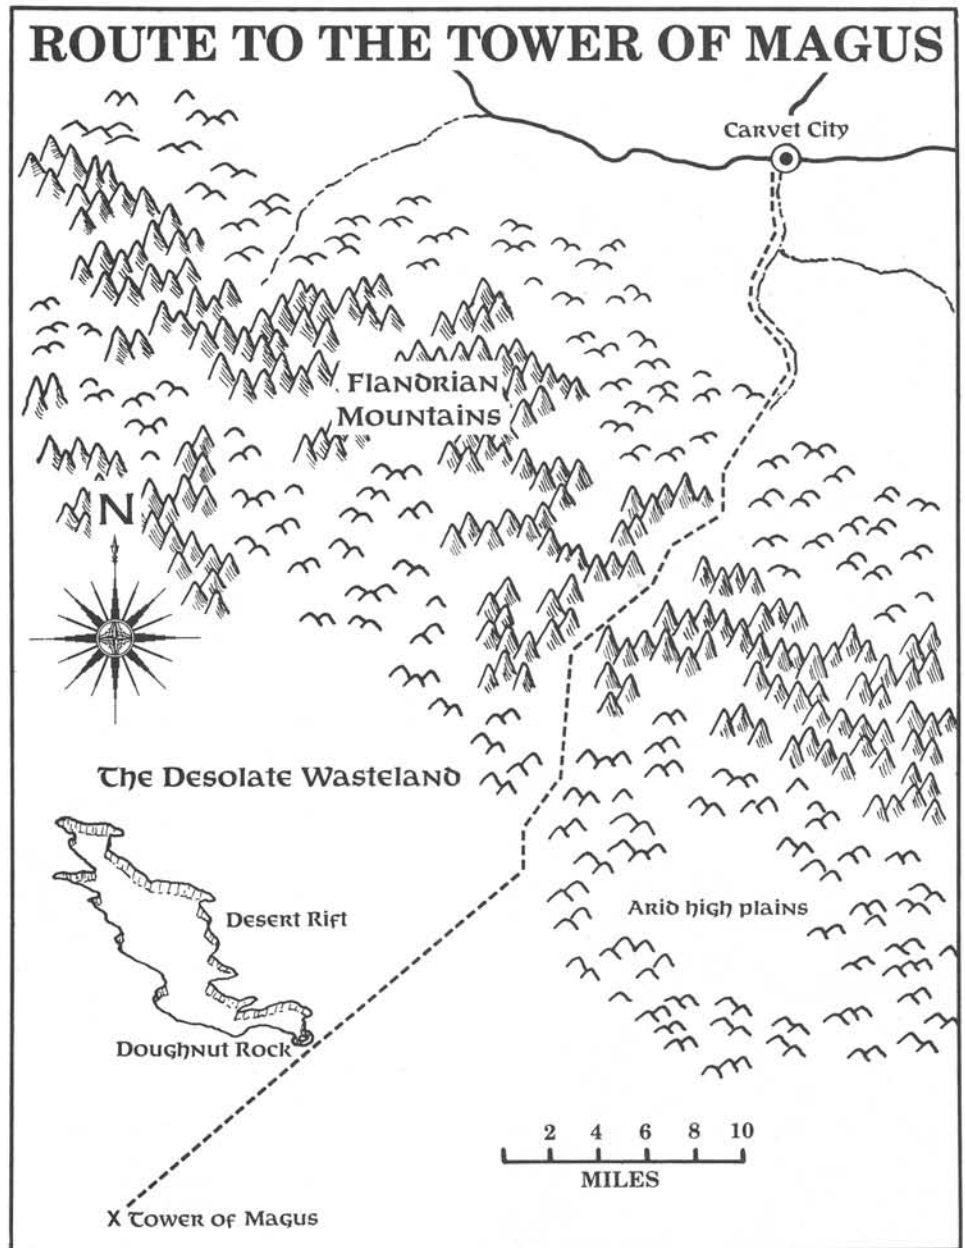 ROUTE TO THE TOWER OF MAGUS
Carvet City
Flandrian
Mountains
N
The Desolate Wasteland
Desert Rift
Arid high plains
Doughnut Rock
2 4 6 8 10
MILES
X Tower of Magus